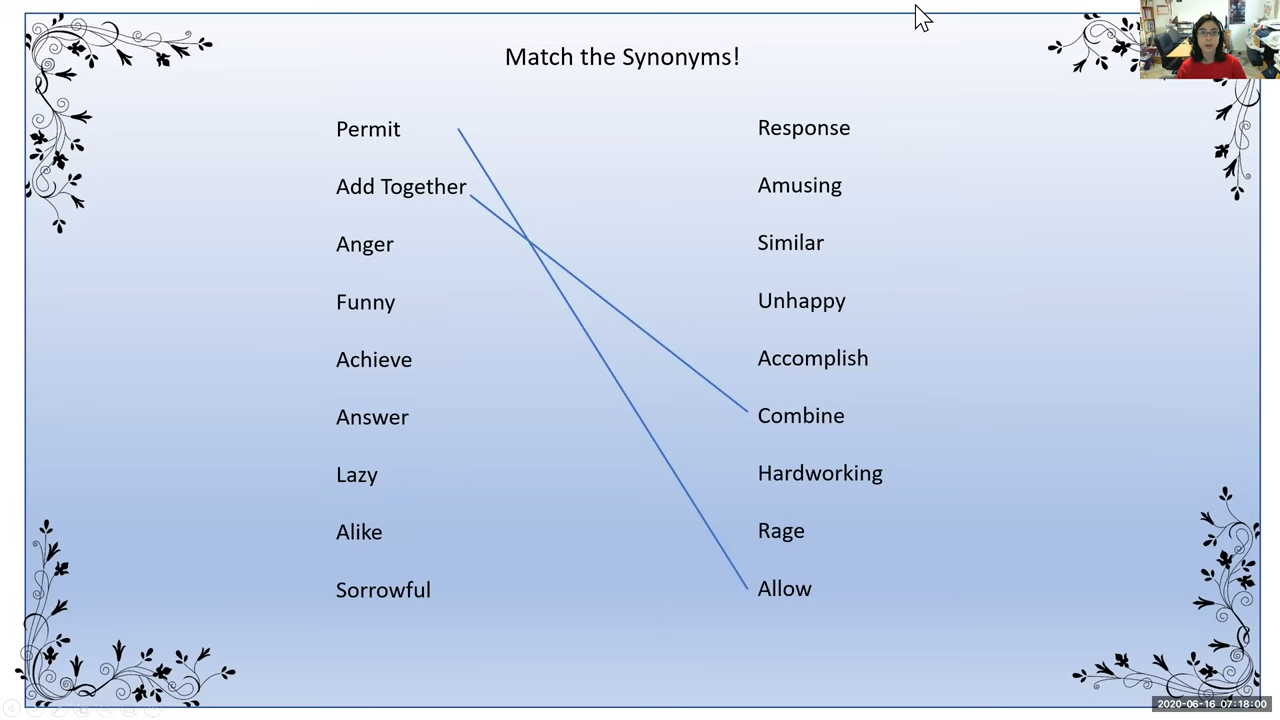 Match the Synonyms!
Permit
Add Together
Anger
Funny
Achieve
Answer
Lazy
Alike
Sorrowful
Response
Amusing
Similar
Unhappy
Accomplish
Combine
Hardworking
Rage
Allow
2020-06-16 07:18:00